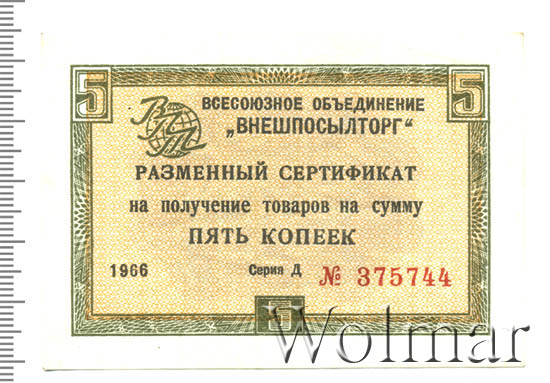 5 5
ВПТ
ВСЕСОЮЗНОЕ ОБЪЕДИНЕНИЕ
„ВНЕШПОСЫЛТОРГ“
РАЗМЕННЫЙ СЕРТИФИКАТ
на получение товаров на сумму
ПЯТЬ КОПЕЕК
1966 Серия Д № 375744
5
Wolmar